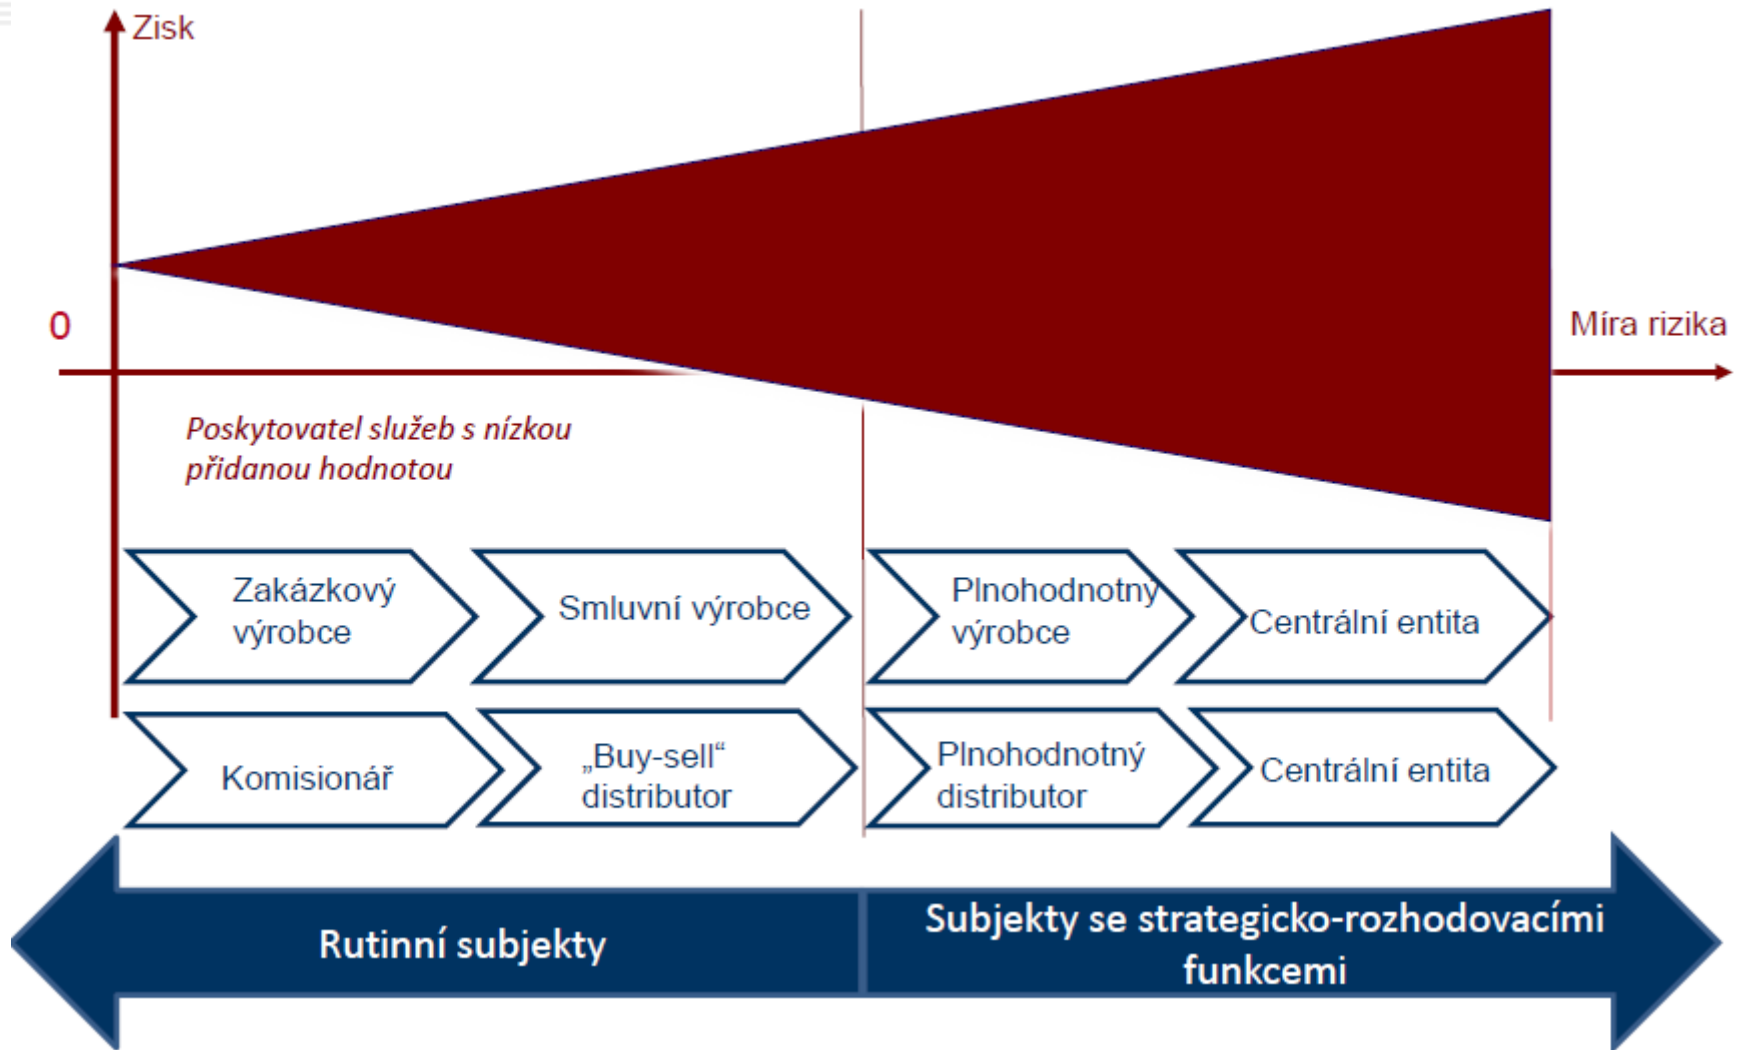 Zisk
0
Míra rizika
Poskytovatel služeb s nízkou
přidanou hodnotou
Zakázkový
výrobce
Smluvní výrobce
Plnohodnotný
výrobce
Centrální entita
Komisionář
„Buy-sell“
distributor
Plnohodnotný
distributor
Centrální entita
Rutinní subjekty
Subjekty se strategicko-rozhodovacími
funkcemi